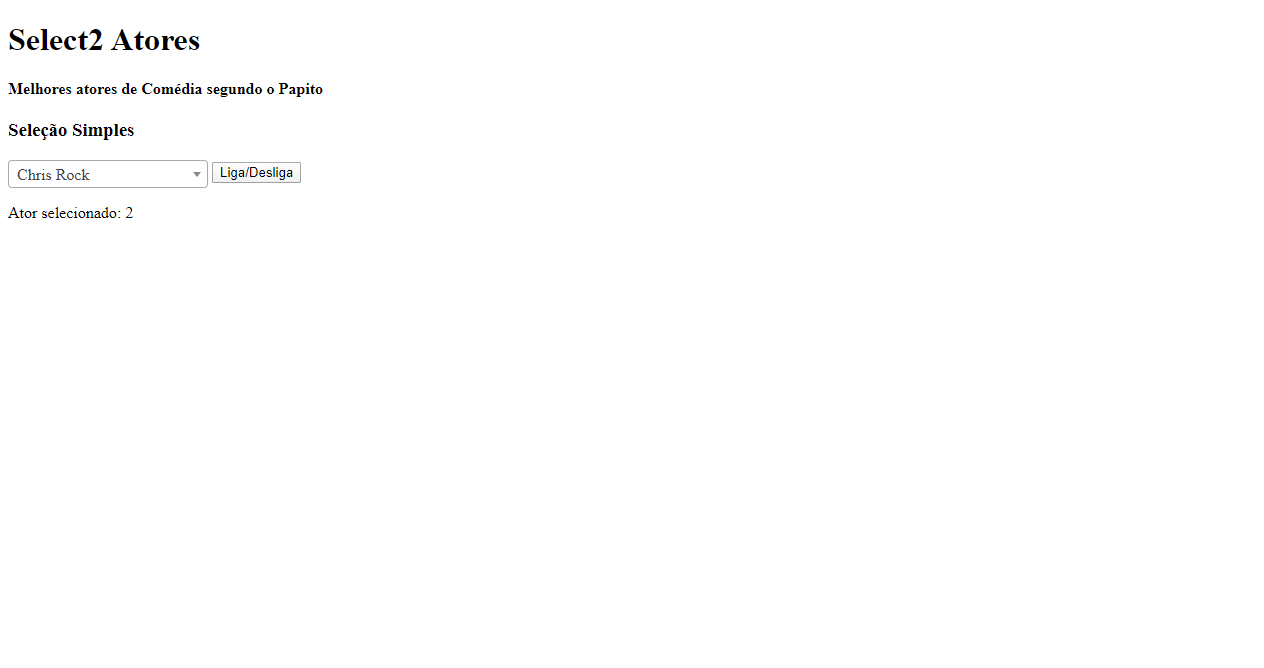 Select2 Atores
Melhores atores de Comédia segundo o Papito
Seleção Simples
Chris Rock Liga/Desliga
Ator selecionado: 2